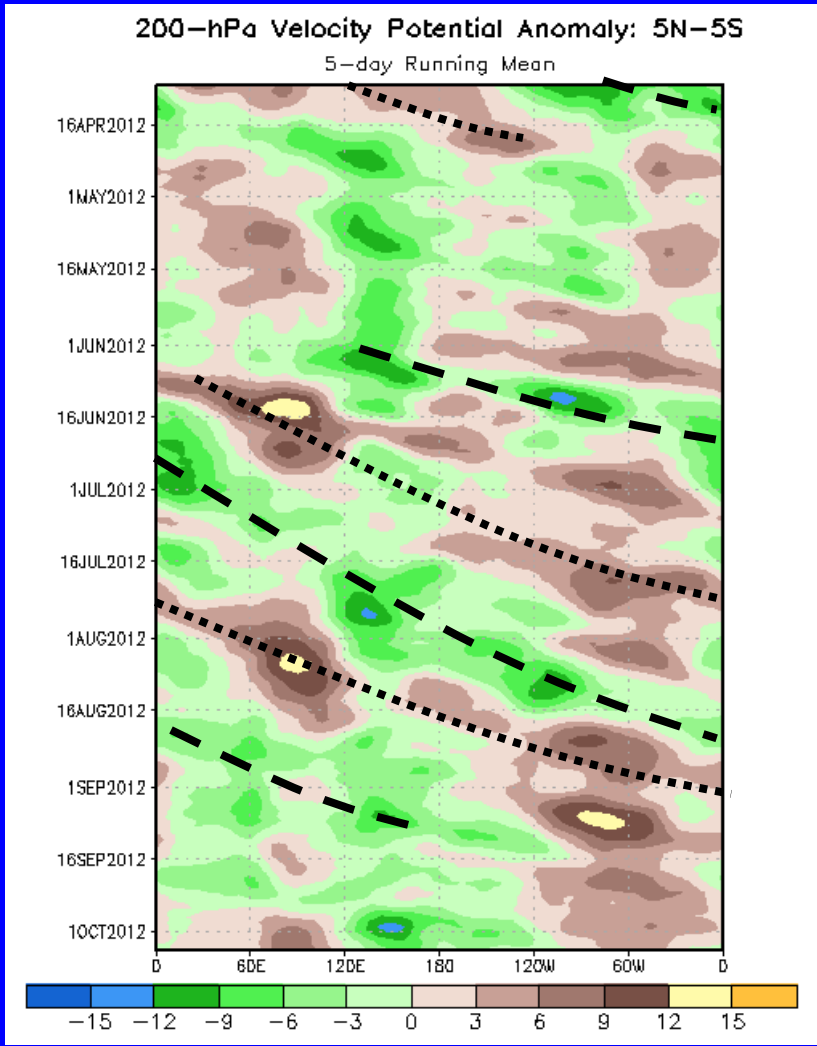 200-hPa Velocity Potential Anomaly: 5N-5S
5-day Running Mean
16APR2012
1MAY2012
16MAY2012
1JUN2012
16JUN2012
1JUL2012
16JUL2012
1AUG2012
16AUG2012
1SEP2012
16SEP2012
1OCT2012
0 60E 120E 180 120W 60W 0
-15 -12 -9 -6 -3 0 3 6 9 12 15